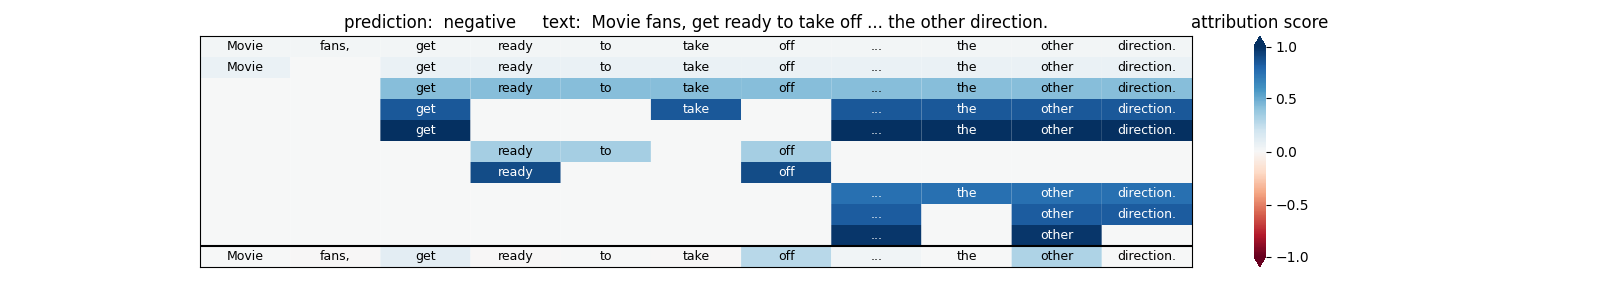 prediction:  negative     text:  Movie fans, get ready to take off ... the other direction.
attribution score
Movie fans, get ready to take off ... the other direction.
Movie get ready to take off ... the other direction.
get ready to take off ... the other direction.
get take ... the other direction.
get ... the other direction.
ready to off
ready off
... the other direction.
... other direction.
... other
Movie fans, get ready to take off ... the other direction.
1.0
0.5
0.0
−0.5
−1.0